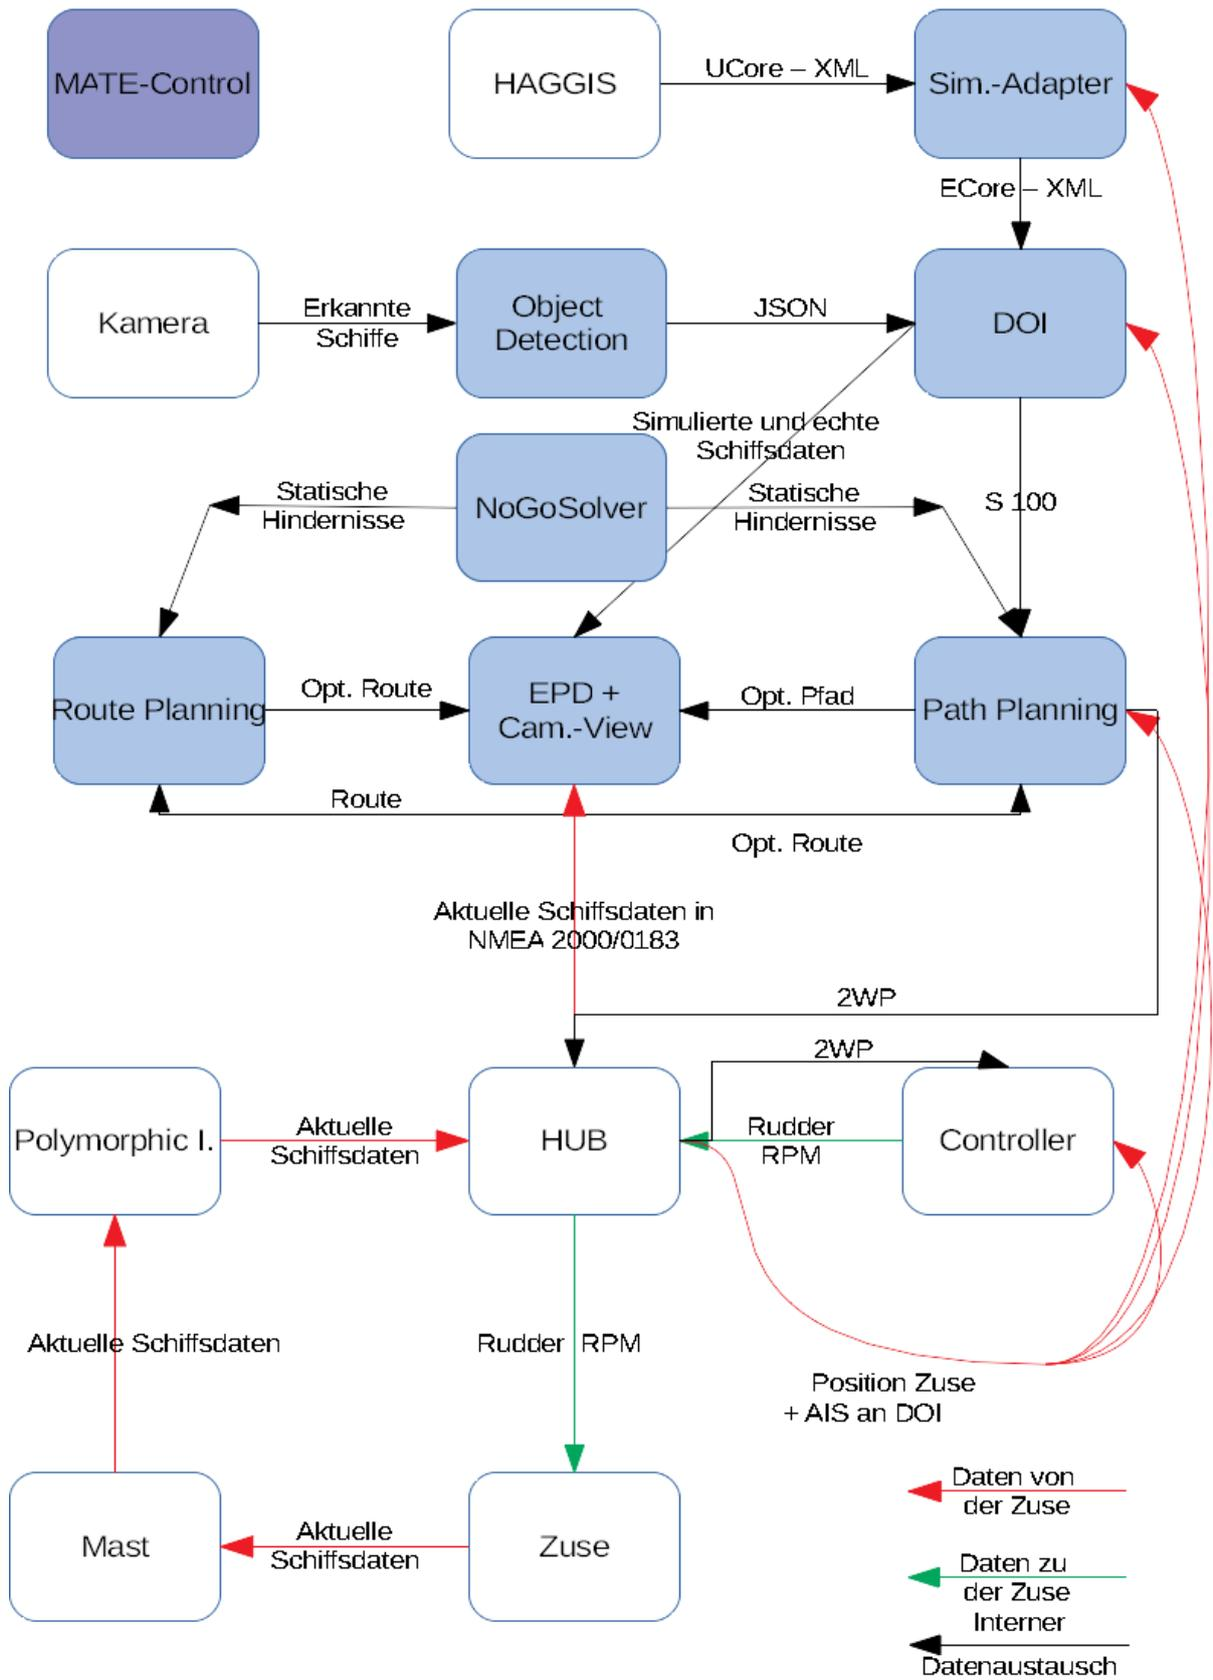 MATE-Control
HAGGIS
UCore – XML
Sim.-Adapter
ECore – XML
Kamera
Erkannte
Schiffe
Object
Detection
JSON
DOI
Simulierte und echte
Schiffsdaten
Statische
Hindernisse
NoGoSolver
Statische
Hindernisse
S 100
Route Planning
Opt. Route
EPD +
Cam.-View
Opt. Pfad
Path Planning
Route
Opt. Route
Aktuelle Schiffsdaten in
NMEA 2000/0183
2WP
2WP
Polymorphic I.
Aktuelle
Schiffsdaten
HUB
Rudder
RPM
Controller
Aktuelle Schiffsdaten
Rudder RPM
Position Zuse
+ AIS an DOI
Mast
Aktuelle
Schiffsdaten
Zuse
Daten von
der Zuse
Daten zu
der Zuse
Interner
Datenaustausch